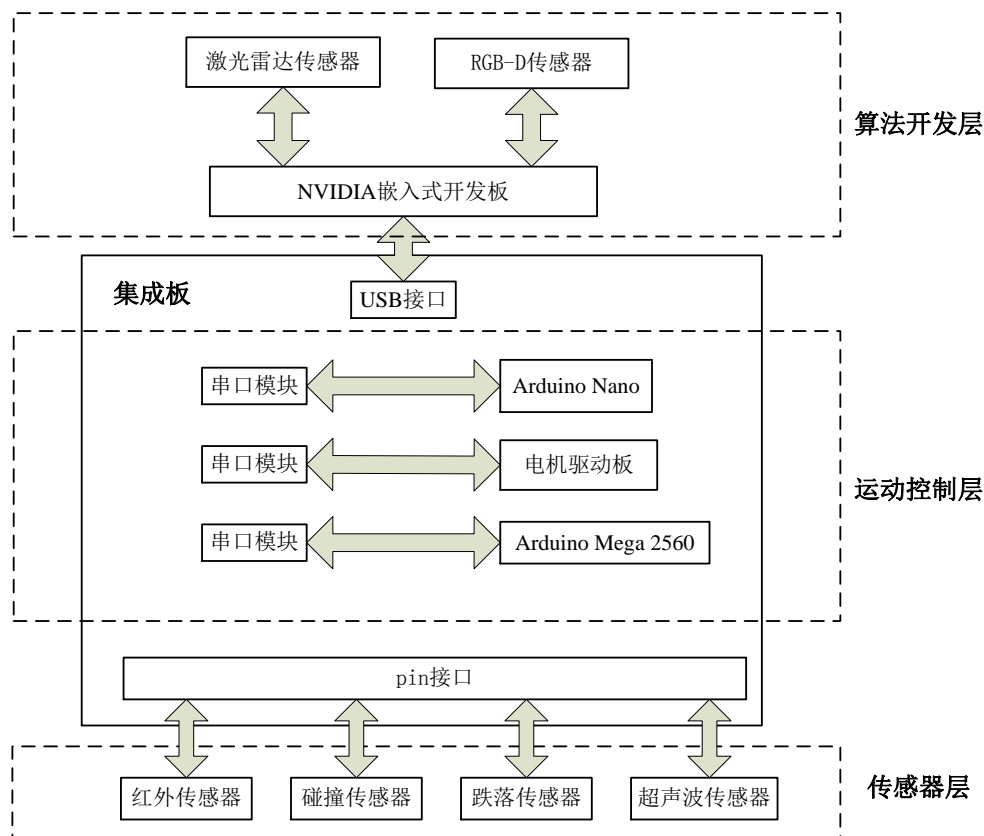 激光雷达传感器
RGB-D传感器
算法开发层
NVIDIA嵌入式开发板
集成板
USB接口
串口模块
Arduino Nano
串口模块
电机驱动板
运动控制层
串口模块
Arduino Mega 2560
pin接口
红外传感器
碰撞传感器
跌落传感器
超声波传感器
传感器层